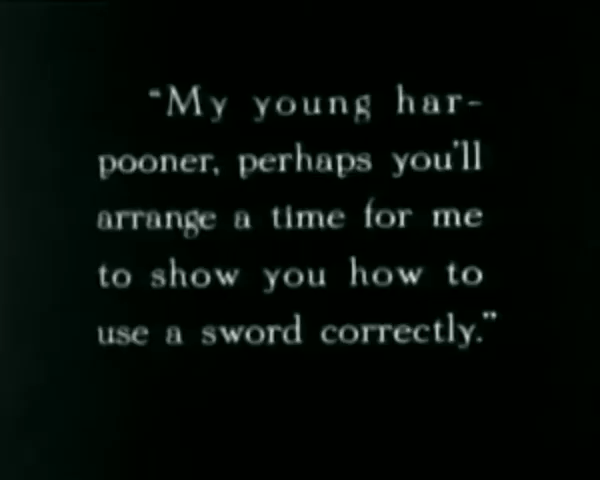 “My young har-
pooner, perhaps you'll
arrange a time for me
to show you how to
use a sword correctly.”